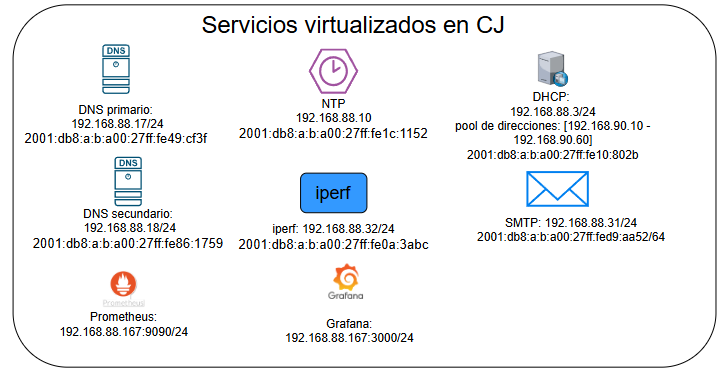 Servicios virtualizados en CJ
DNS
DNS primario:
192.168.88.17/24
2001:db8:a:b:a00:27ff:fe49:cf3f
NTP
192.168.88.10
2001:db8:a:b:a00:27ff:fe1c:1152
DHCP:
192.168.88.3/24
pool de direcciones: [192.168.90.10 -
192.168.90.60]
2001:db8:a:b:a00:27ff:fe10:802b
DNS
DNS secundario:
192.168.88.18/24
2001:db8:a:b:a00:27ff:fe86:1759
iperf
iperf: 192.168.88.32/24
2001:db8:a:b:a00:27ff:fe0a:3abc
SMTP: 192.168.88.31/24
2001:db8:a:b:a00:27ff:fed9:aa52/64
Prometheus
Prometheus:
192.168.88.167:9090/24
Grafana
Grafana:
192.168.88.167:3000/24